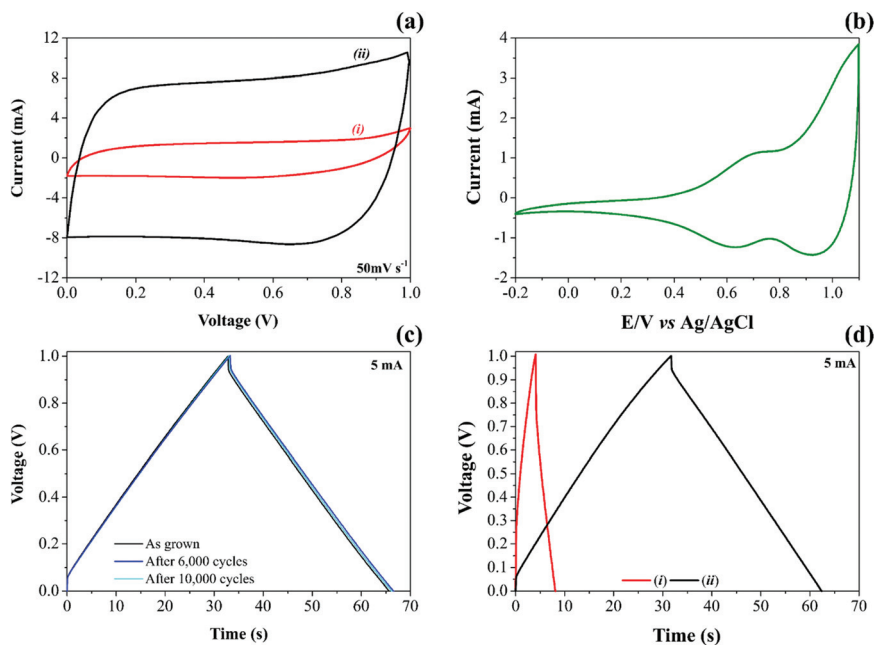 (a)
12
8
4
0
-4
-8
-12
Current (mA)
(ii)
(i)
50mV s⁻¹
0.0 0.2 0.4 0.6 0.8 1.0
Voltage (V)
(b)
4
3
2
1
0
-1
-2
Current (mA)
-0.2 0.0 0.2 0.4 0.6 0.8 1.0
E/V vs Ag/AgCl
(c)
5 mA
1.0
0.8
0.6
0.4
0.2
0.0
Voltage (V)
As grown
After 6,000 cycles
After 10,000 cycles
0 10 20 30 40 50 60 70
Time (s)
(d)
5 mA
1.0
0.9
0.8
0.7
0.6
0.5
0.4
0.3
0.2
0.1
0.0
Voltage (V)
(i) (ii)
0 10 20 30 40 50 60 70
Time (s)